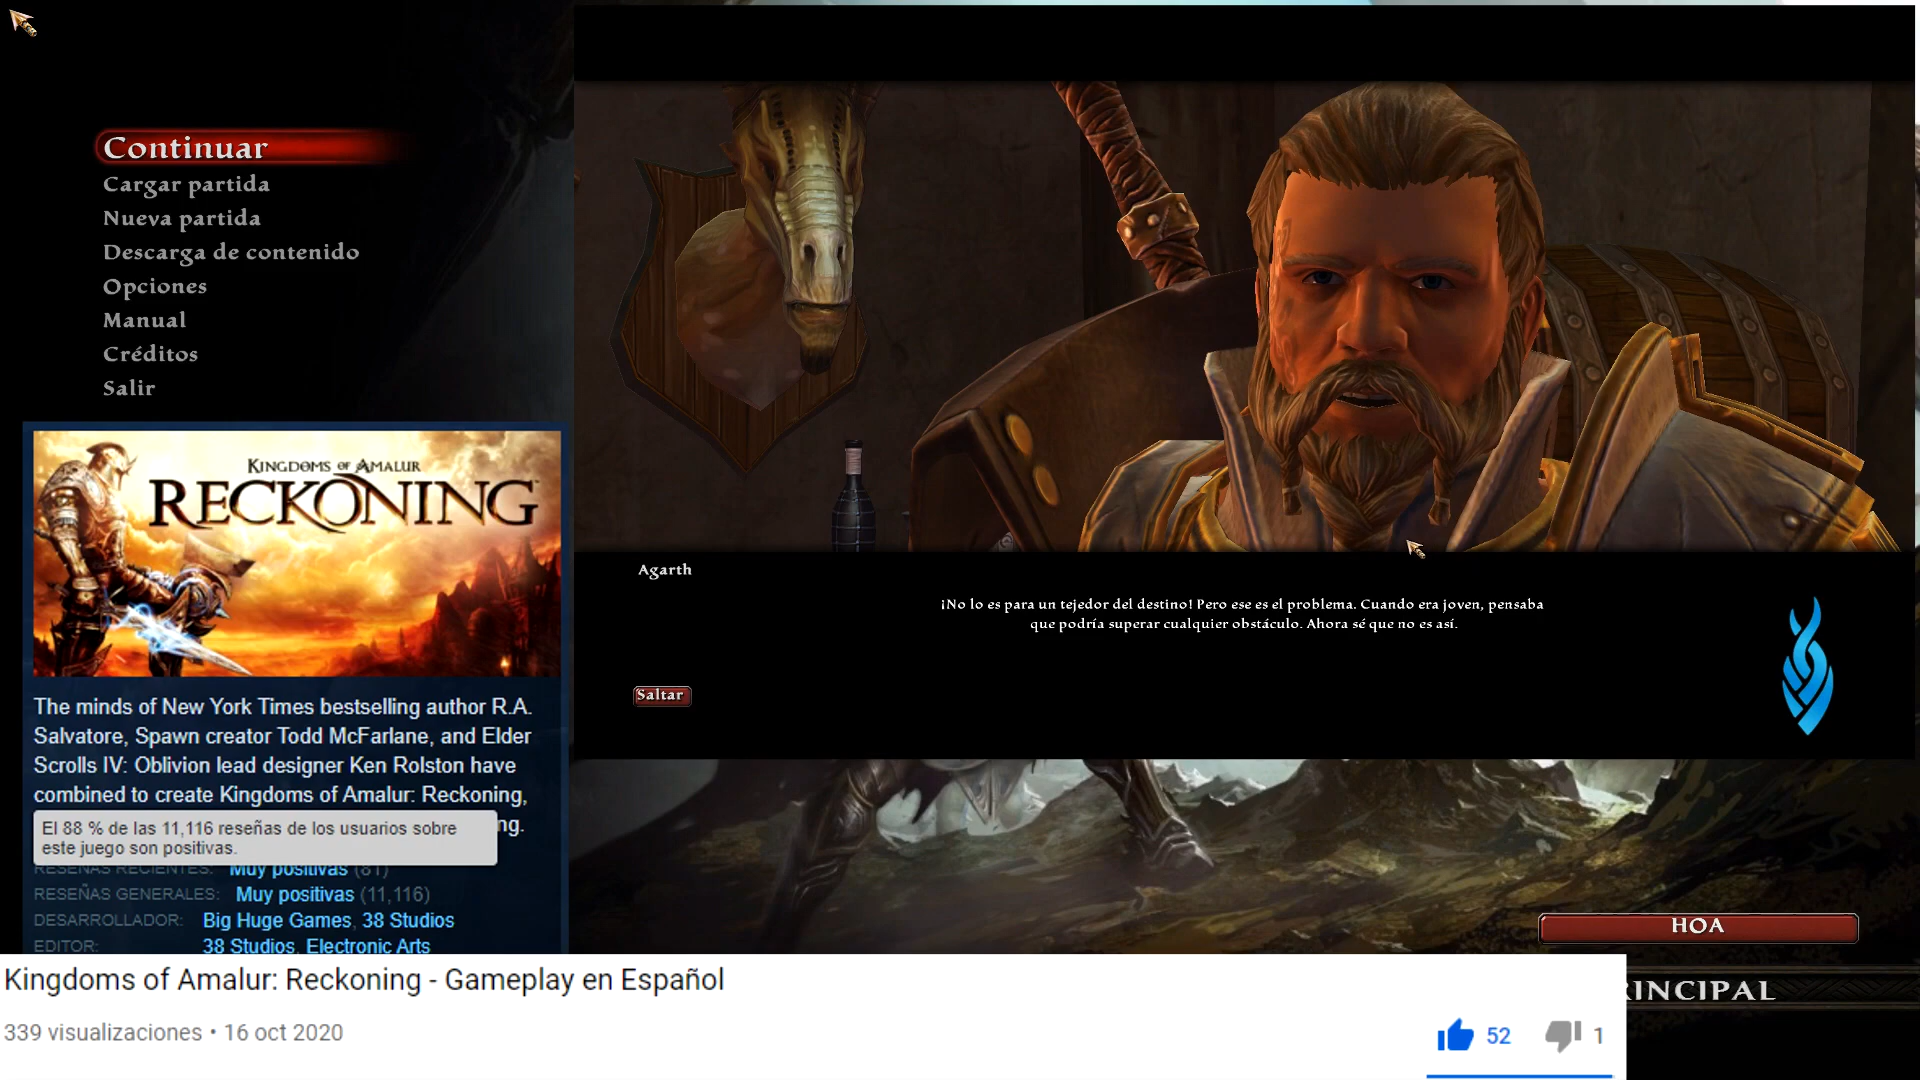 Continuar
Cargar partida
Nueva partida
Descarga de contenido
Opciones
Manual
Créditos
Salir
KINGDOMS OF AMALUR
RECKONING
The minds of New York Times bestselling author R.A.
Salvatore, Spawn creator Todd McFarlane, and Elder
Scrolls IV: Oblivion lead designer Ken Rolston have
combined to create Kingdoms of Amalur: Reckoning,
ng.
El 88 % de las 11,116 reseñas de los usuarios sobre
este juego son positivas.
RESEÑAS RECIENTES: Muy positivas (81)
RESEÑAS GENERALES: Muy positivas (11,116)
DESARROLLADOR: Big Huge Games, 38 Studios
EDITOR: 38 Studios, Electronic Arts
Agarth
¡No lo es para un tejedor del destino! Pero ese es el problema. Cuando era joven, pensaba
que podría superar cualquier obstáculo. Ahora sé que no es así.
Saltar
HOA
RINCIPAL
Kingdoms of Amalur: Reckoning - Gameplay en Español
339 visualizaciones • 16 oct 2020
52 1